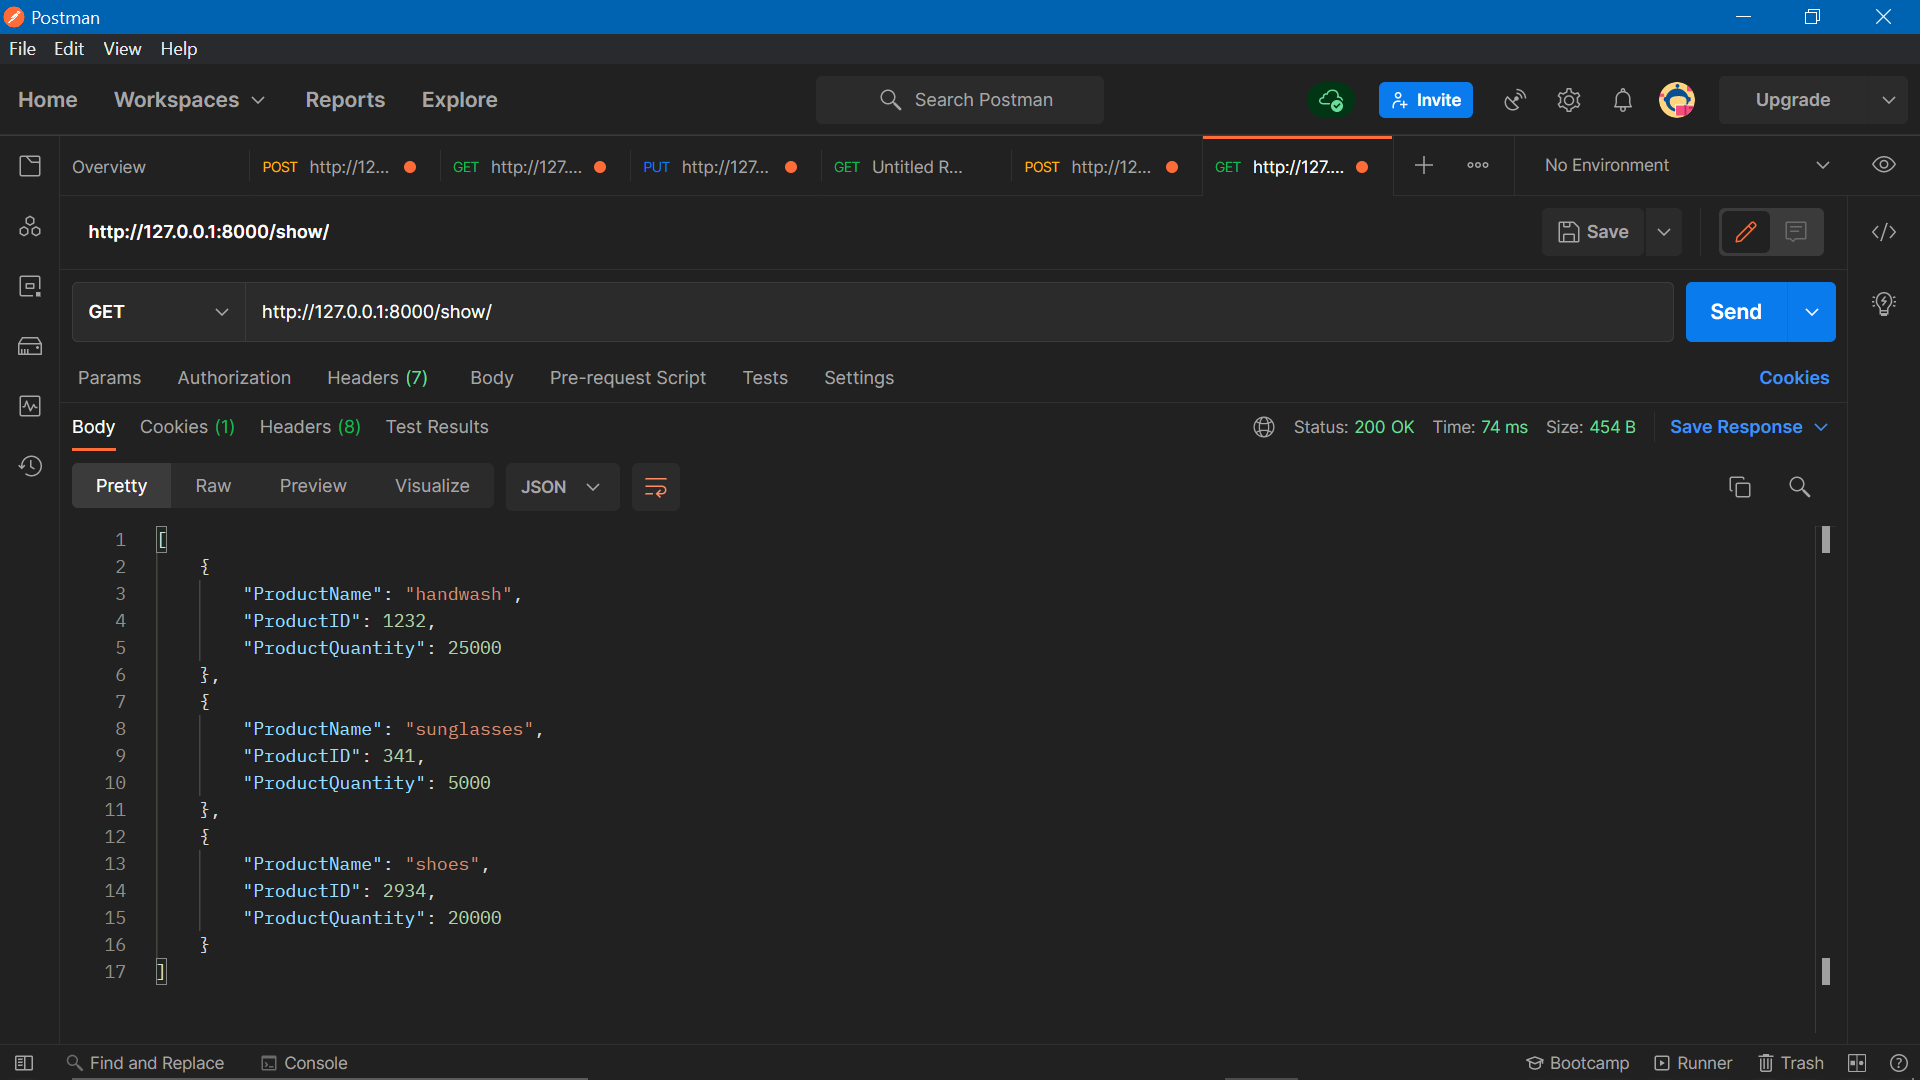 Postman
File Edit View Help
Home Workspaces Reports Explore Search Postman Invite Upgrade
Overview POST http://12... GET http://127.... PUT http://127... GET Untitled R... POST http://12... GET http://127.... No Environment
http://127.0.0.1:8000/show/ Save
GET http://127.0.0.1:8000/show/ Send
Params Authorization Headers (7) Body Pre-request Script Tests Settings Cookies
Body Cookies (1) Headers (8) Test Results Status: 200 OK Time: 74 ms Size: 454 B Save Response
Pretty Raw Preview Visualize JSON
1 [
2 {
3 "ProductName": "handwash",
4 "ProductID": 1232,
5 "ProductQuantity": 25000
6 },
7 {
8 "ProductName": "sunglasses",
9 "ProductID": 341,
10 "ProductQuantity": 5000
11 },
12 {
13 "ProductName": "shoes",
14 "ProductID": 2934,
15 "ProductQuantity": 20000
16 }
17 ]
Find and Replace Console Bootcamp Runner Trash